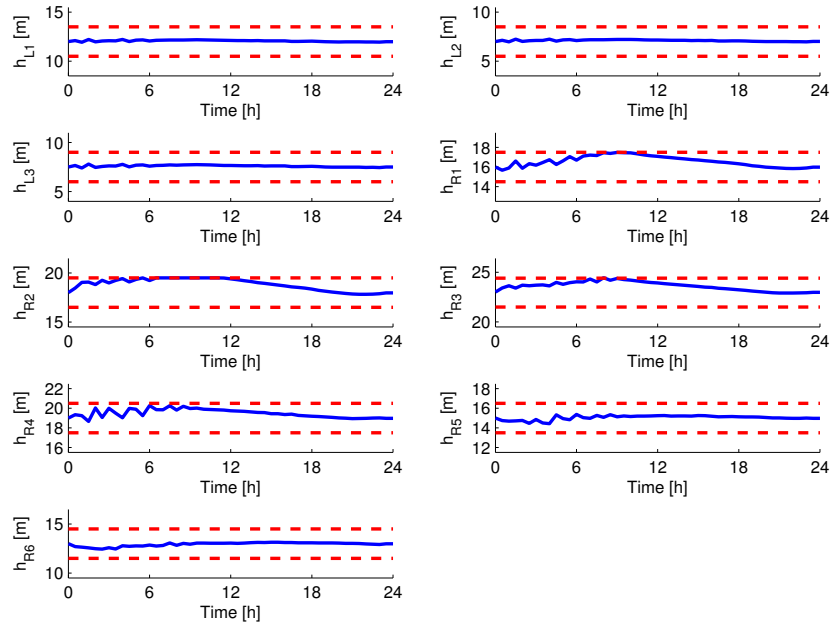 15
10
h_L1 [m]
0 6 12 18 24
Time [h]
10
5
h_L2 [m]
0 6 12 18 24
Time [h]
10
5
h_L3 [m]
0 6 12 18 24
Time [h]
18
16
14
h_R1 [m]
0 6 12 18 24
Time [h]
20
15
h_R2 [m]
0 6 12 18 24
Time [h]
25
20
h_R3 [m]
0 6 12 18 24
Time [h]
22
20
18
16
h_R4 [m]
0 6 12 18 24
Time [h]
18
16
14
12
h_R5 [m]
0 6 12 18 24
Time [h]
15
10
h_R6 [m]
0 6 12 18 24
Time [h]